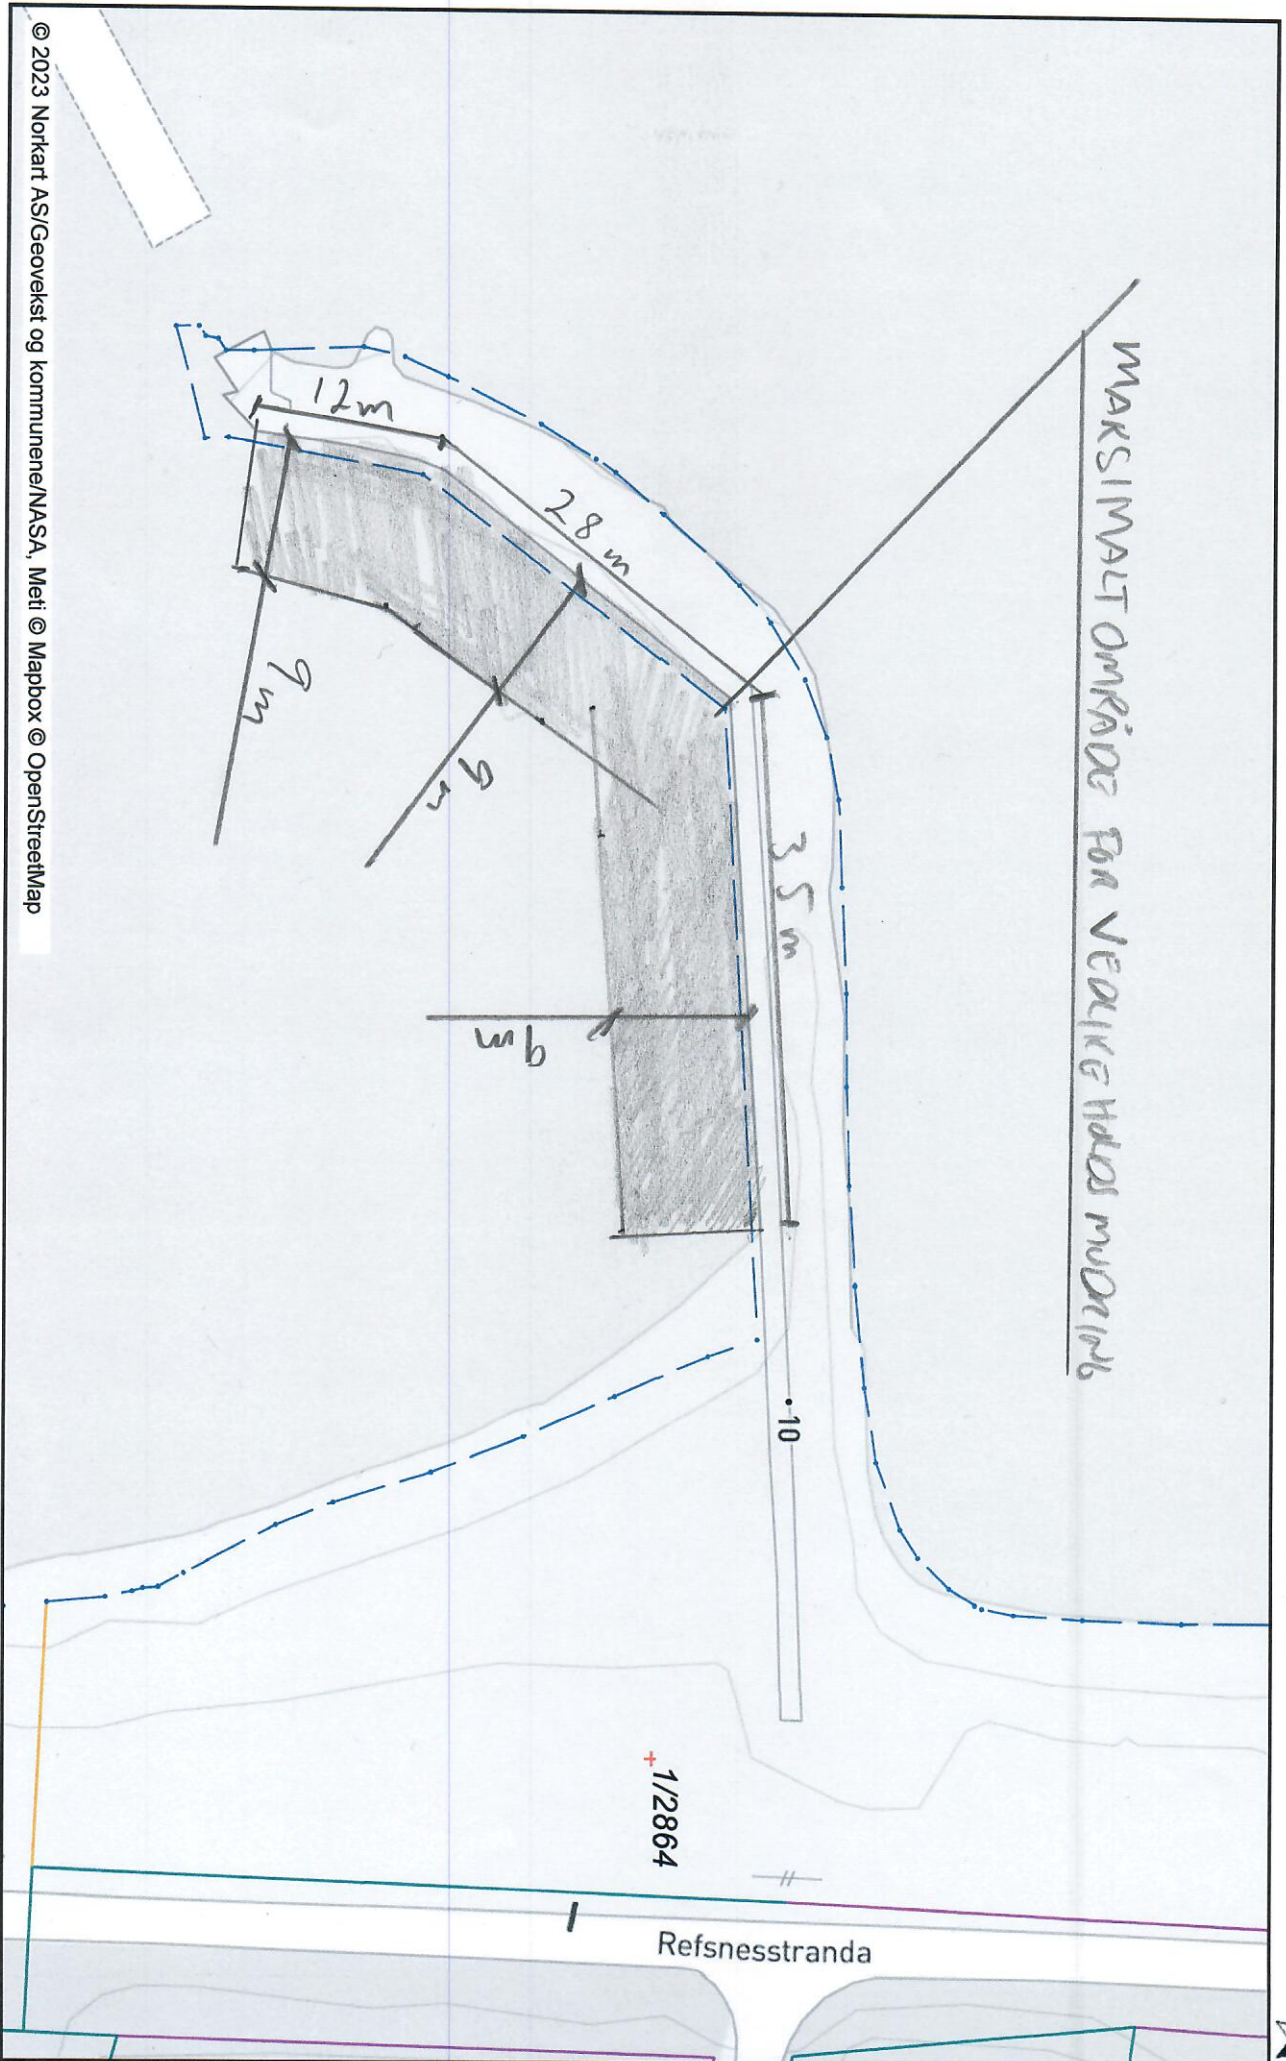 MAKSIMALT OMRÅDE FOR VEDLIKEHOLDS MUDRING
12m
28m
35m
9m
9m
9m
10
1/2864
Refsnesstranda
© 2023 Norkart AS/Geovekst og kommunene/NASA, Meti © Mapbox © OpenStreetMap